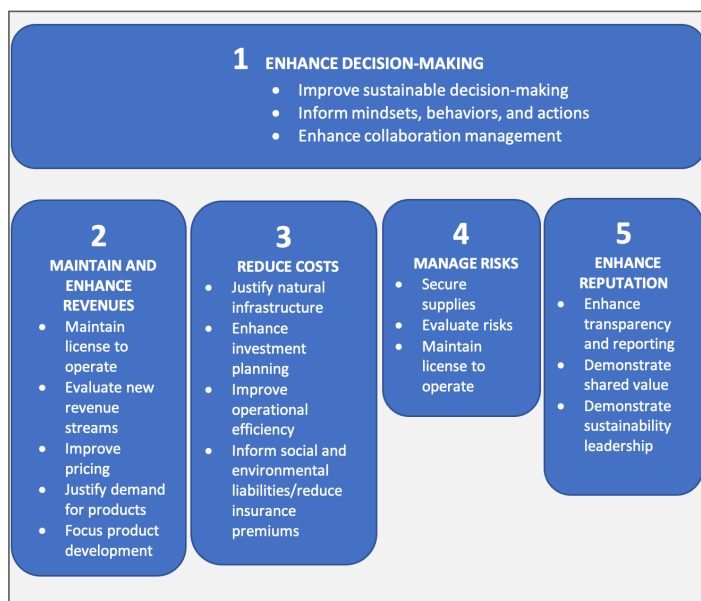 1 ENHANCE DECISION-MAKING
• Improve sustainable decision-making
• Inform mindsets, behaviors, and actions
• Enhance collaboration management
2
MAINTAIN AND
ENHANCE
REVENUES
• Maintain
license to
operate
• Evaluate new
revenue
streams
• Improve
pricing
• Justify demand
for products
• Focus product
development
3
REDUCE COSTS
• Justify natural
infrastructure
• Enhance
investment
planning
• Improve
operational
efficiency
• Inform social and
environmental
liabilities/reduce
insurance
premiums
4
MANAGE RISKS
• Secure
supplies
• Evaluate risks
• Maintain
license to
operate
5
ENHANCE
REPUTATION
• Enhance
transparency
and reporting
• Demonstrate
shared value
• Demonstrate
sustainability
leadership